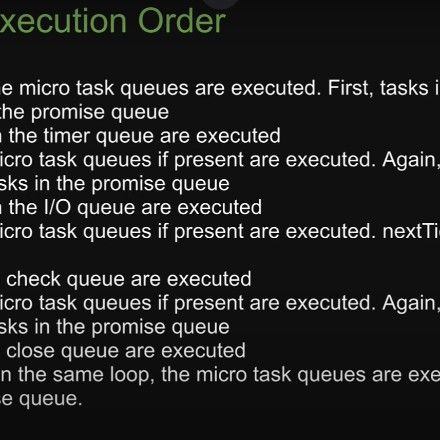 xecution Order
e micro task queues are executed. First, tasks i
the promise queue
the timer queue are executed
icro task queues if present are executed. Again,
sks in the promise queue
the I/O queue are executed
icro task queues if present are executed. nextTi
check queue are executed
icro task queues if present are executed. Again,
sks in the promise queue
close queue are executed
n the same loop, the micro task queues are exe
se queue.